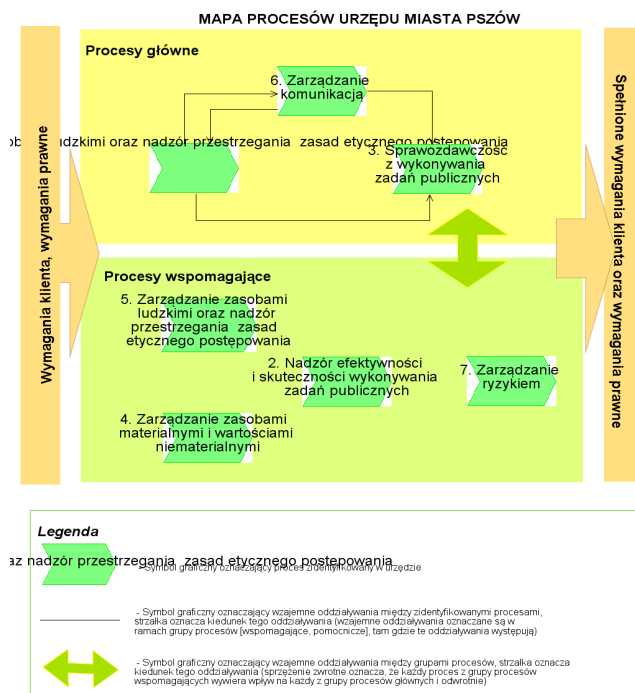 MAPA PROCESÓW URZĘDU MIASTA PSZÓW
Procesy główne
6. Zarządzanie
komunikacją
ludzkimi oraz nadzór przestrzegania zasad etycznego postępowania
3. Sprawozdawczość
z wykonywania
zadań publicznych
Wymagania klienta, wymagania prawne
Spełnione wymagania klienta oraz wymagania prawne
Procesy wspomagające
5. Zarządzanie zasobami
ludzkimi oraz nadzór
przestrzegania zasad
etycznego postępowania
2. Nadzór efektywności
i skuteczności wykonywania
zadań publicznych
7. Zarządzanie
ryzykiem
4. Zarządzanie zasobami
materialnymi i wartościami
niematerialnymi
Legenda
nadzór przestrzegania zasad etycznego postępowania
- Symbol graficzny oznaczający proces zidentyfikowany w urzędzie
- Symbol graficzny oznaczający wzajemne oddziaływania między zidentyfikowanymi procesami,
strzałka oznacza kiedunek tego oddziaływania (wzajemne oddziaływania oznaczane są w
ramach grupy procesów [wspomagające, pomocnicze], tam gdzie te oddziaływania występują)
- Symbol graficzny oznaczający wzajemne oddziaływania między grupami procesów, strzałka oznacza
kiedunek tego oddziaływania (sprzężenie zwrotne oznacza, że każdy proces z grupy procesów
wspomagających wywiera wpływ na każdy z grupy procesów głównych i odwrotnie)